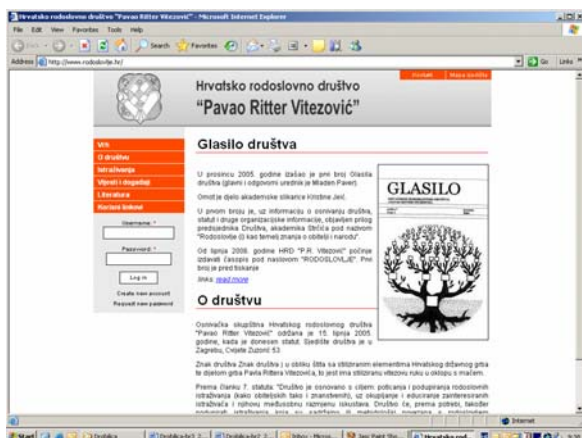 Hrvatsko rodoslovno društvo "Pavao Ritter Vitezović" - Microsoft Internet Explorer
File Edit View Favorites Tools Help
Search Favorites
Address http://www.rodoslovlje.hr/ Go Links
Hrvatsko rodoslovno društvo
"Pavao Ritter Vitezović"
Vrh
O društvu
Istraživanja
Vijesti i događaji
Literatura
Korisni linkovi
Username: *
Password: *
Log in
Create new account
Request new password
Glasilo društva
U prosincu 2005. godine izašao je prvi broj Glasila
društva (glavni i odgovorni urednik je Mladen Paver).
Omot je djelo akademske slikarice Kristine Jeić.
U prvom broju je, uz informaciju o osnivanju društva,
statut i druge organizacijske informacije, objavljen prilog
predsjednika Društva, akademika Strčića pod nazivom
"Rodoslovlje (i) kao temelj znanja o obitelji i narodu".
Od lipnja 2006. godine HRD "P.R. Vitezović" počinje
izdavati časopis pod naslovom "RODOSLOVLJE". Prvi
broj je pred tiskanje
links: read more
GLASILO
O društvu
Osnivačka skupština Hrvatskog rodoslovnog društva
"Pavao Ritter Vitezović" održana je 15. lipnja 2005.
godine, kada je donesen statut. Sjedište društva je u
Zagrebu, Cvijete Zuzorić 53.
Znak društva Znak društva ) u obliku štita sa stiliziranim elementima Hrvatskog državnog grba
te dijelom grba Pavla Rittera Vitezovića, to jest ima stiliziranu vitezovu ruku u oklopu s mačem.
Prema članku 7. statuta: "Društvo je osnovano s ciljem: poticanja i podupiranja rodoslovnih
istraživanja (kako obiteljskih tako i znanstvenih), uz okupljanje i educiranje zainteresiranih
istraživača i njihovu međusobnu razmjenu iskustava. Društvo će, prema potrebi, također
Internet
Start